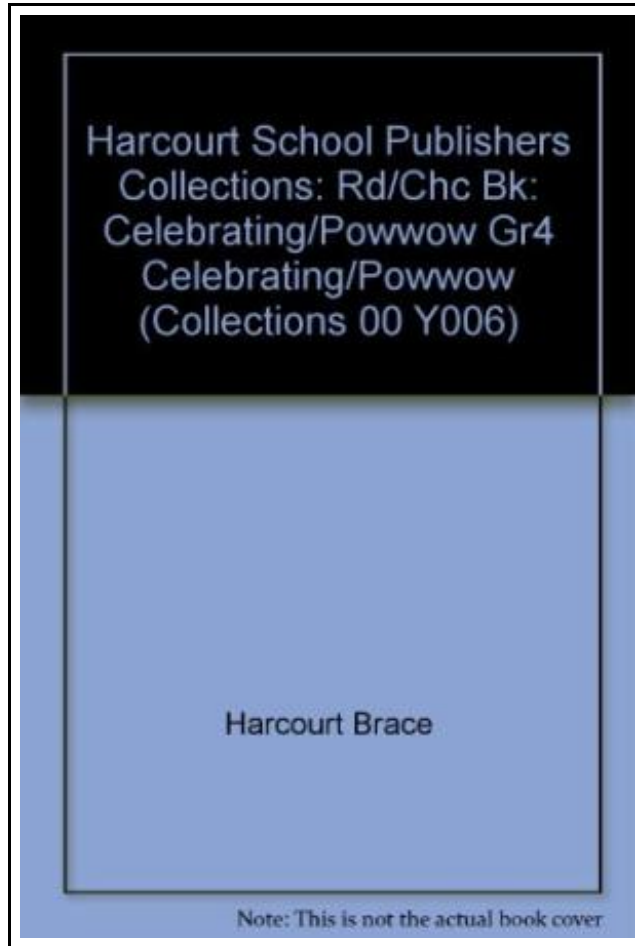 Harcourt School Publishers
Collections: Rd/Chc Bk:
Celebrating/Powwow Gr4
Celebrating/Powwow
(Collections 00 Y006)
Harcourt Brace
Note: This is not the actual book cover